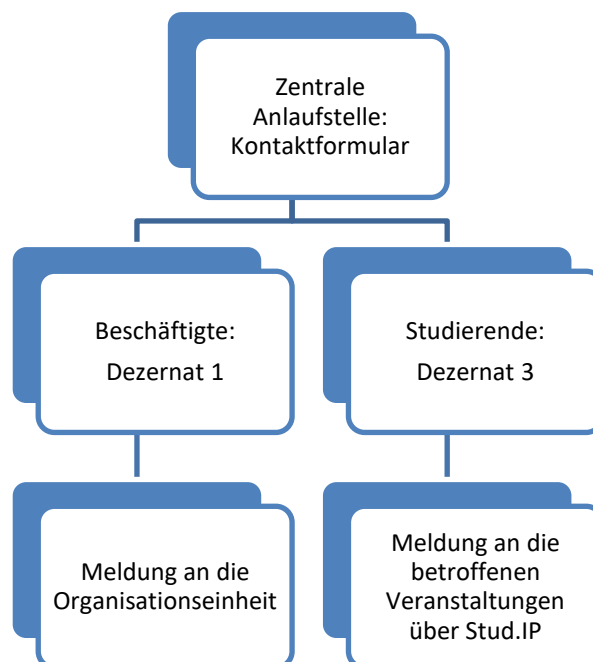 Zentrale
Anlaufstelle:
Kontaktformular
Beschäftigte:
Dezernat 1
Studierende:
Dezernat 3
Meldung an die
Organisationseinheit
Meldung an die
betroffenen
Veranstaltungen
über Stud.IP